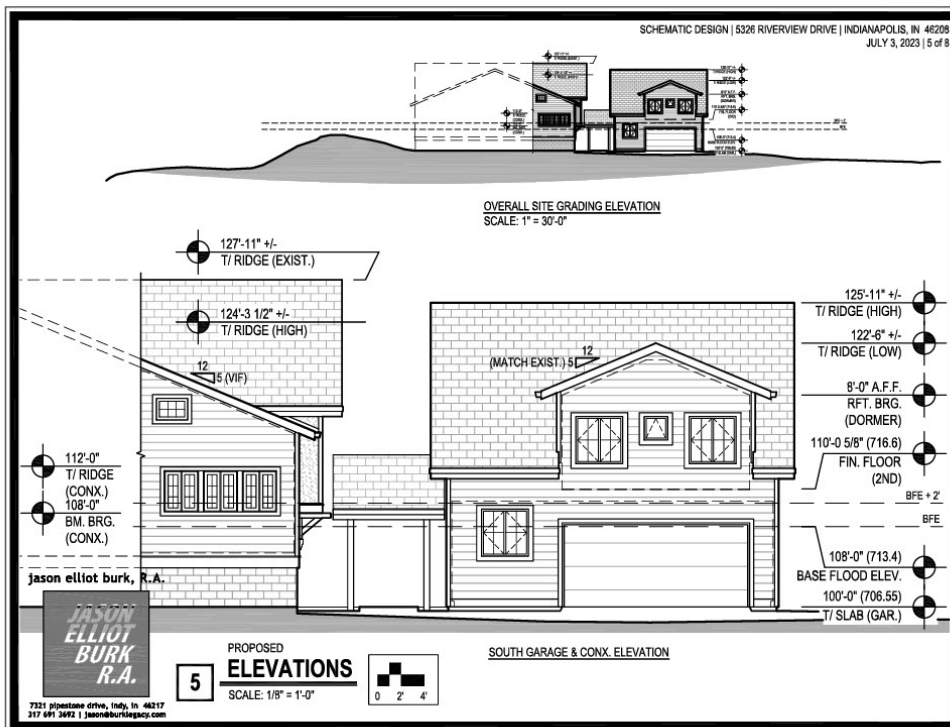 SCHEMATIC DESIGN | 5326 RIVERVIEW DRIVE | INDIANAPOLIS, IN 46208
JULY 3, 2023 | 5 of 8
OVERALL SITE GRADING ELEVATION
SCALE: 1" = 30'-0"
127'-11" +/-
T/ RIDGE (EXIST.)
124'-3 1/2" +/-
T/ RIDGE (HIGH)
12
5 (VIF)
112'-0"
T/ RIDGE
(CONX.)
108'-0"
BM. BRG.
(CONX.)
12
(MATCH EXIST.) 5
125'-11" +/-
T/ RIDGE (HIGH)
122'-6" +/-
T/ RIDGE (LOW)
8'-0" A.F.F.
RFT. BRG.
(DORMER)
110'-0 5/8" (716.6)
FIN. FLOOR
(2ND)
BFE + 2'
BFE
108'-0" (713.4)
BASE FLOOD ELEV.
100'-0" (706.55)
T/ SLAB (GAR.)
jason elliot burk, R.A.
JASON
ELLIOT
BURK
R.A.
7321 pipestone drive, indy, in 46217
317 691 3692 | jason@burklegacy.com
5
PROPOSED
ELEVATIONS
SCALE: 1/8" = 1'-0"
0 2' 4'
SOUTH GARAGE & CONX. ELEVATION